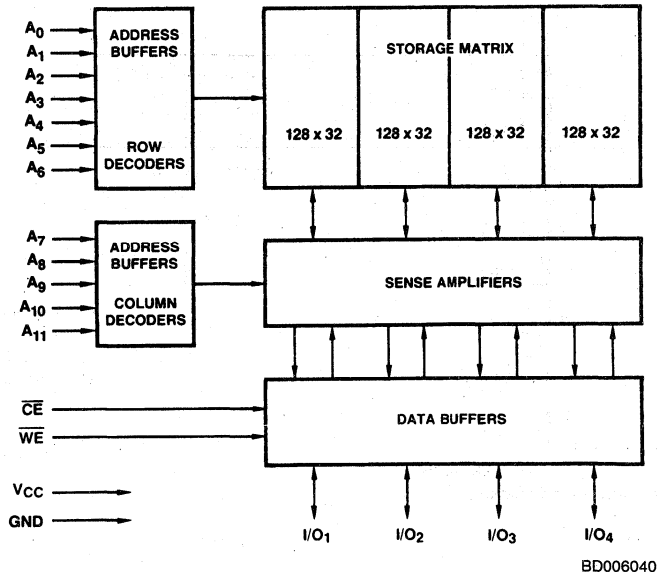 A0
A1
A2
A3
A4
A5
A6
ADDRESS
BUFFERS
ROW
DECODERS
STORAGE MATRIX
128 x 32
128 x 32
128 x 32
128 x 32
A7
A8
A9
A10
A11
ADDRESS
BUFFERS
COLUMN
DECODERS
SENSE AMPLIFIERS
CE
WE
DATA BUFFERS
VCC
GND
I/O1
I/O2
I/O3
I/O4
BD006040